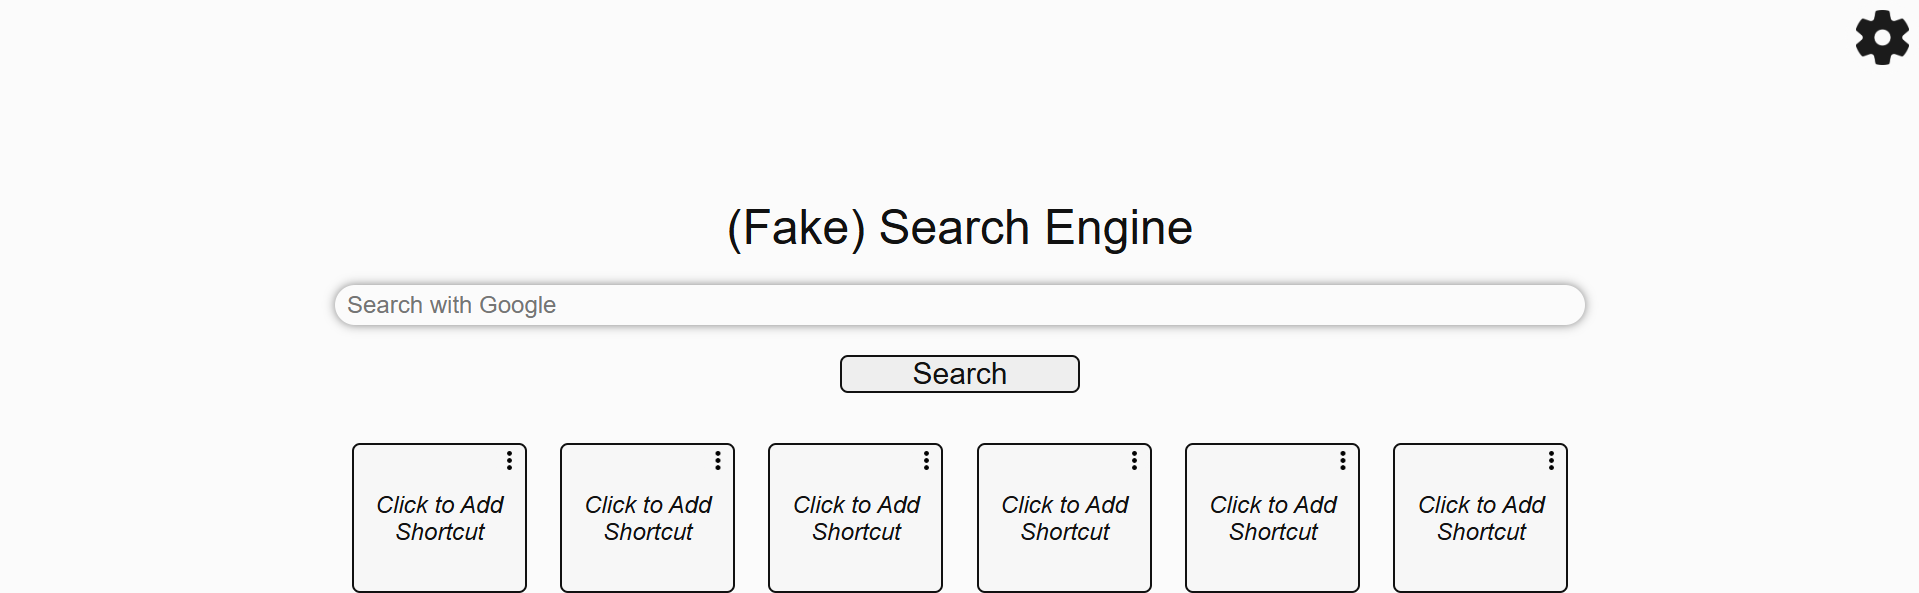 (Fake) Search Engine
Search with Google
Search
Click to Add
Shortcut
Click to Add
Shortcut
Click to Add
Shortcut
Click to Add
Shortcut
Click to Add
Shortcut
Click to Add
Shortcut